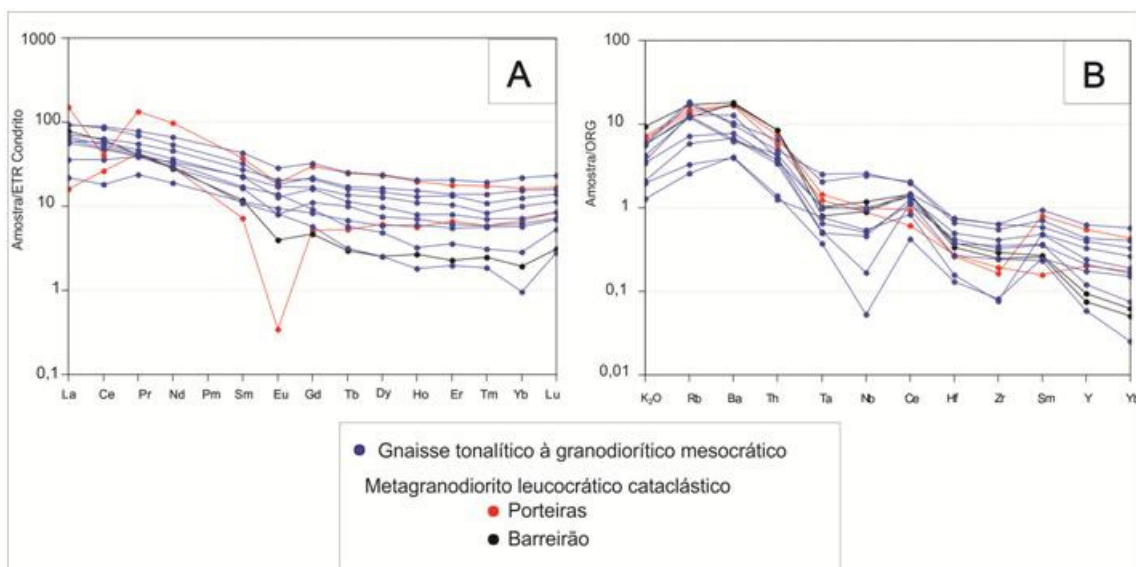 1000
100
10
1
0,1
Amostra/ETR Condrito
A
La Ce Pr Nd Pm Sm Eu Gd Tb Dy Ho Er Tm Yb Lu
100
10
1
0,1
0,01
Amostra/ORG
B
K2O Rb Ba Th Ta Nb Ce Hf Zr Sm Y Yb
Gnaisse tonalítico à granodiorítico mesocrático
Metagranodiorito leucocrático cataclástico
Porteiras
Barreirão